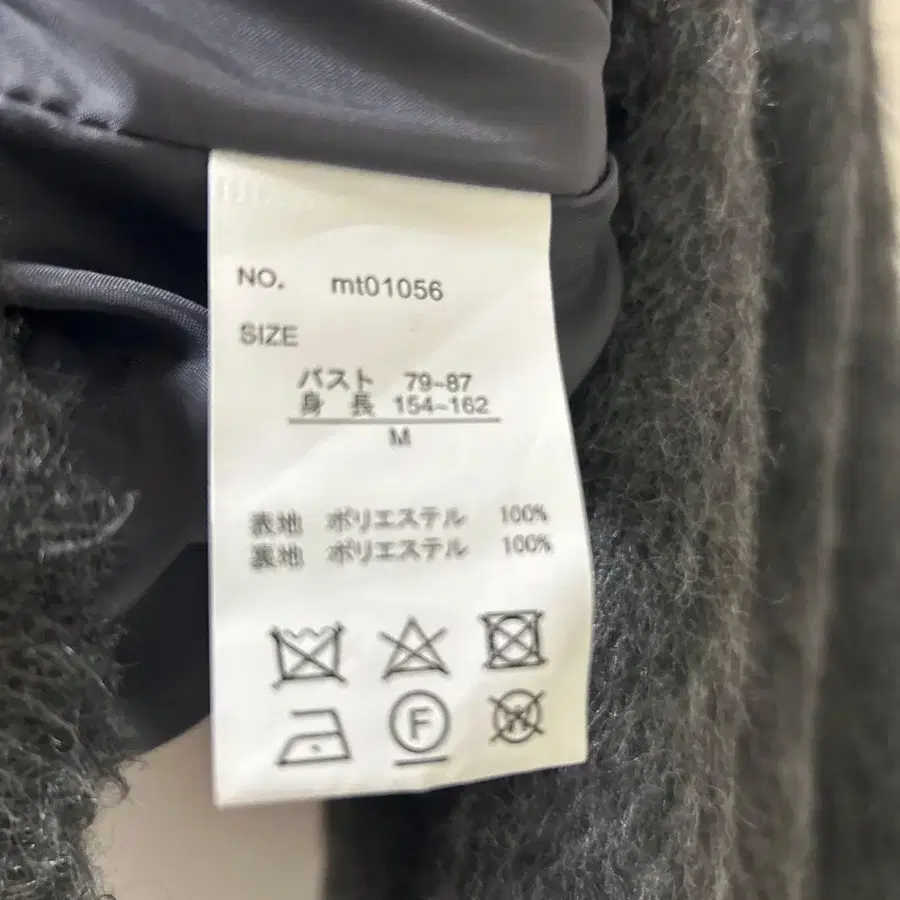 NO. mt01056
SIZE
バスト 79~87
身 長 154~162
M
表地 ポリエステル 100%
裏地 ポリエステル 100%
F
W